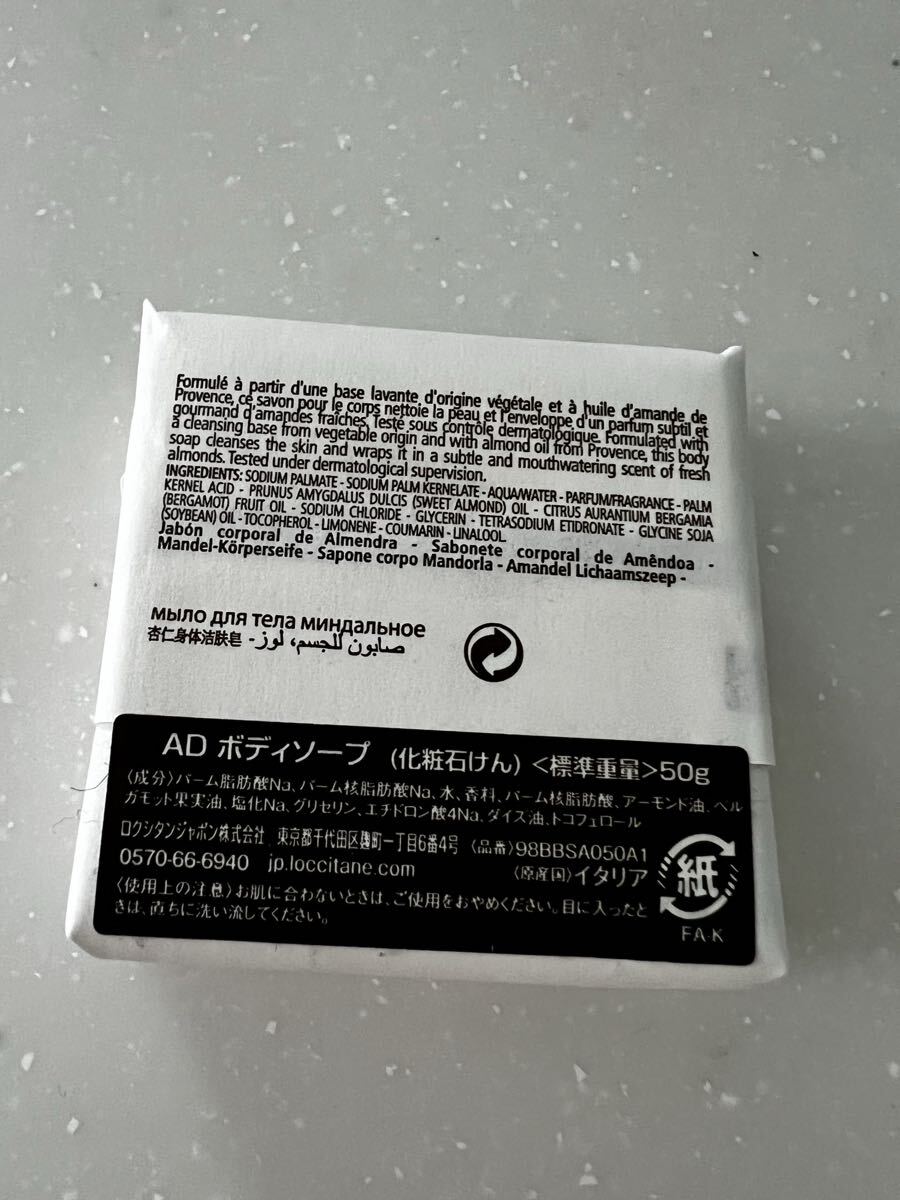 Formulé à partir d'une base lavante d'origine végétale et à huile d'amande de
Provence, ce savon pour le corps nettoie la peau et l'enveloppe d'un parfum subtil et
gourmand d'amandes fraîches. Testé sous contrôle dermatologique. Formulated with
a cleansing base from vegetable origin and with almond oil from Provence, this body
soap cleanses the skin and wraps it in a subtle and mouthwatering scent of fresh
almonds. Tested under dermatological supervision.
INGREDIENTS: SODIUM PALMATE - SODIUM PALM KERNELATE - AQUA/WATER - PARFUM/FRAGRANCE - PALM
KERNEL ACID - PRUNUS AMYGDALUS DULCIS (SWEET ALMOND) OIL - CITRUS AURANTIUM BERGAMIA
(BERGAMOT) FRUIT OIL - SODIUM CHLORIDE - GLYCERIN - TETRASODIUM ETIDRONATE - GLYCINE SOJA
(SOYBEAN) OIL - TOCOPHEROL - LIMONENE - COUMARIN - LINALOOL.
Jabón corporal de Almendra - Sabonete corporal de Amêndoa -
Mandel-Körperseife - Sapone corpo Mandorla - Amandel Lichaamszeep -
мыло для тела миндальное
杏仁身体洁肤皂 - صابون للجسم، لوز
AD ボディソープ (化粧石けん) <標準重量>50g
〈成分〉パーム脂肪酸Na、パーム核脂肪酸Na、水、香料、パーム核脂肪酸、アーモンド油、ベル
ガモット果実油、塩化Na、グリセリン、エチドロン酸4Na、ダイズ油、トコフェロール
ロクシタンジャポン株式会社 東京都千代田区麹町一丁目6番4号 〈品番〉98BBSA050A1
0570-66-6940 jp.loccitane.com 〈原産国〉イタリア
〈使用上の注意〉お肌に合わないときは、ご使用をおやめください。目に入ったと
きは、直ちに洗い流してください。
紙
FA-K